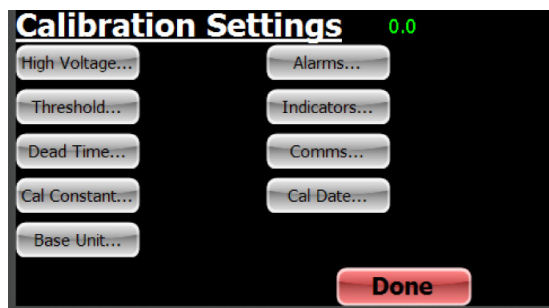 Calibration Settings 0.0
High Voltage... Alarms...
Threshold... Indicators...
Dead Time... Comms...
Cal Constant... Cal Date...
Base Unit...
Done